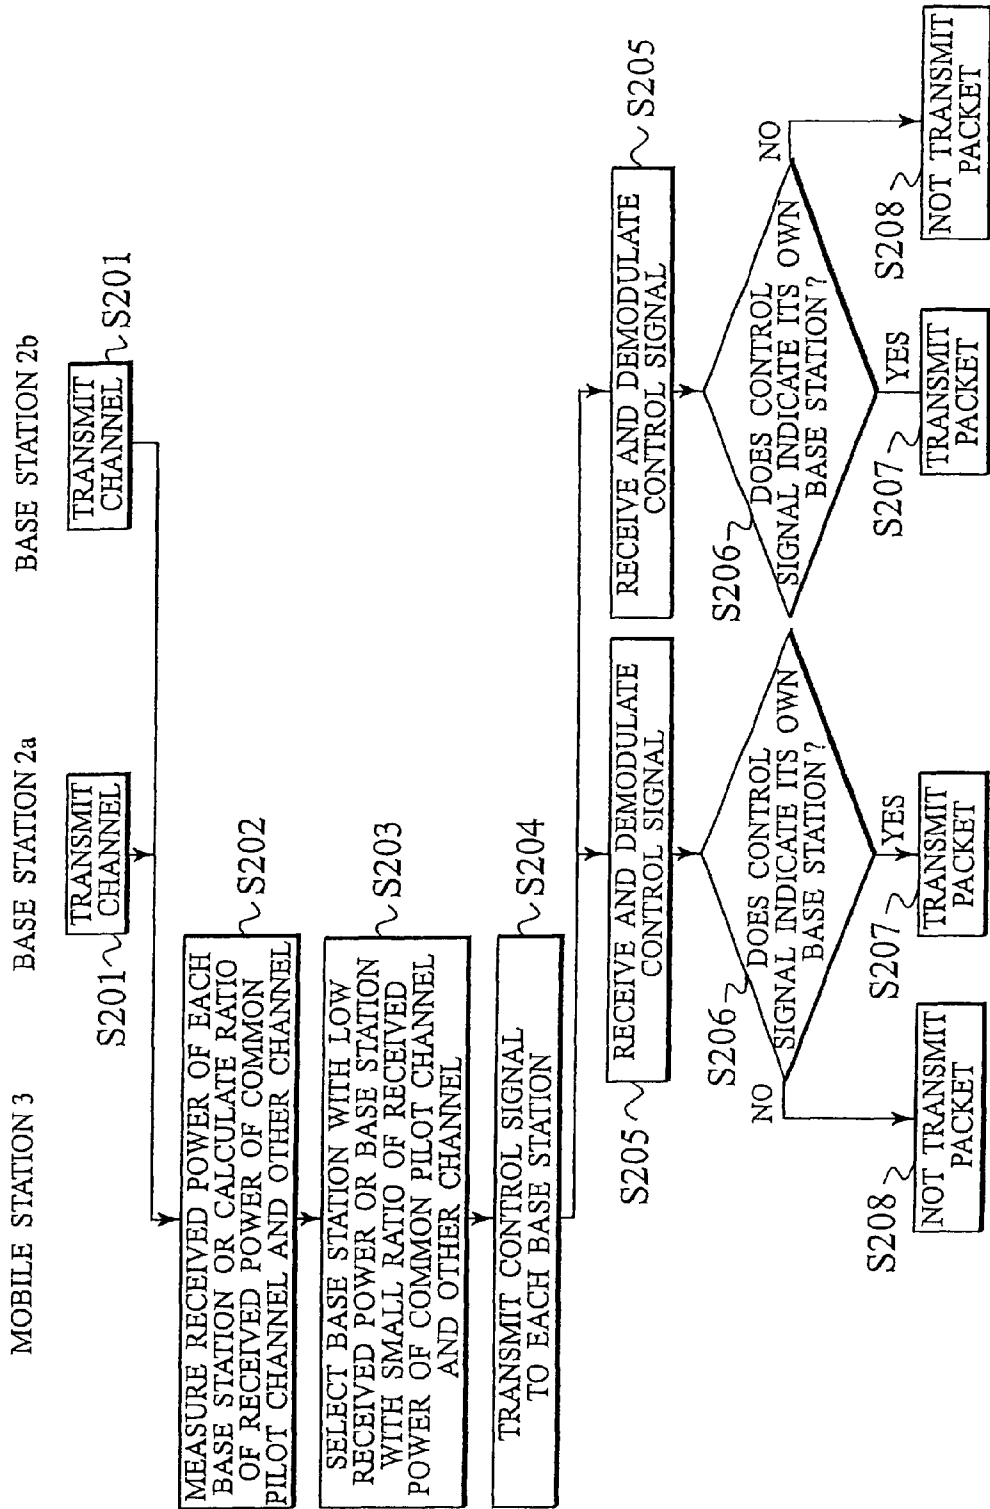 MOBILE STATION 3
BASE STATION 2a
BASE STATION 2b
TRANSMIT
CHANNEL
S201
TRANSMIT
CHANNEL
S201
MEASURE RECEIVED POWER OF EACH
BASE STATION OR CALCULATE RATIO
OF RECEIVED POWER OF COMMON
PILOT CHANNEL AND OTHER CHANNEL
S202
SELECT BASE STATION WITH LOW
RECEIVED POWER OR BASE STATION
WITH SMALL RATIO OF RECEIVED
POWER OF COMMON PILOT CHANNEL
AND OTHER CHANNEL
S203
TRANSMIT CONTROL SIGNAL
TO EACH BASE STATION
S204
RECEIVE AND DEMODULATE
CONTROL SIGNAL
S205
RECEIVE AND DEMODULATE
CONTROL SIGNAL
S205
DOES CONTROL
SIGNAL INDICATE ITS OWN
BASE STATION?
S206
NO
YES
DOES CONTROL
SIGNAL INDICATE ITS OWN
BASE STATION?
S206
YES
NO
S208
NOT TRANSMIT
PACKET
S207
TRANSMIT
PACKET
S207
TRANSMIT
PACKET
S208
NOT TRANSMIT
PACKET